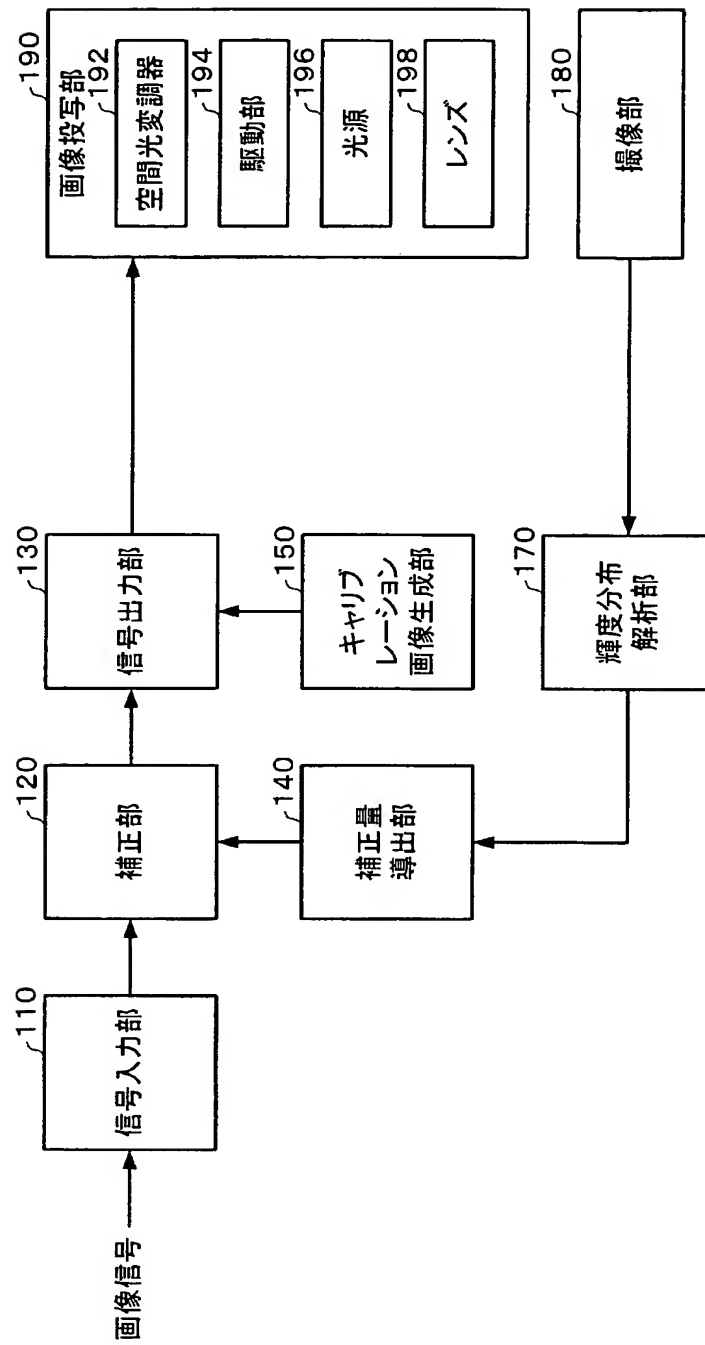 画像信号
110
信号入力部
120
補正部
130
信号出力部
140
補正量
導出部
150
キャリブ
レーション
画像生成部
190
画像投写部
192
空間光変調器
194
駆動部
196
光源
198
レンズ
170
輝度分布
解析部
180
撮像部